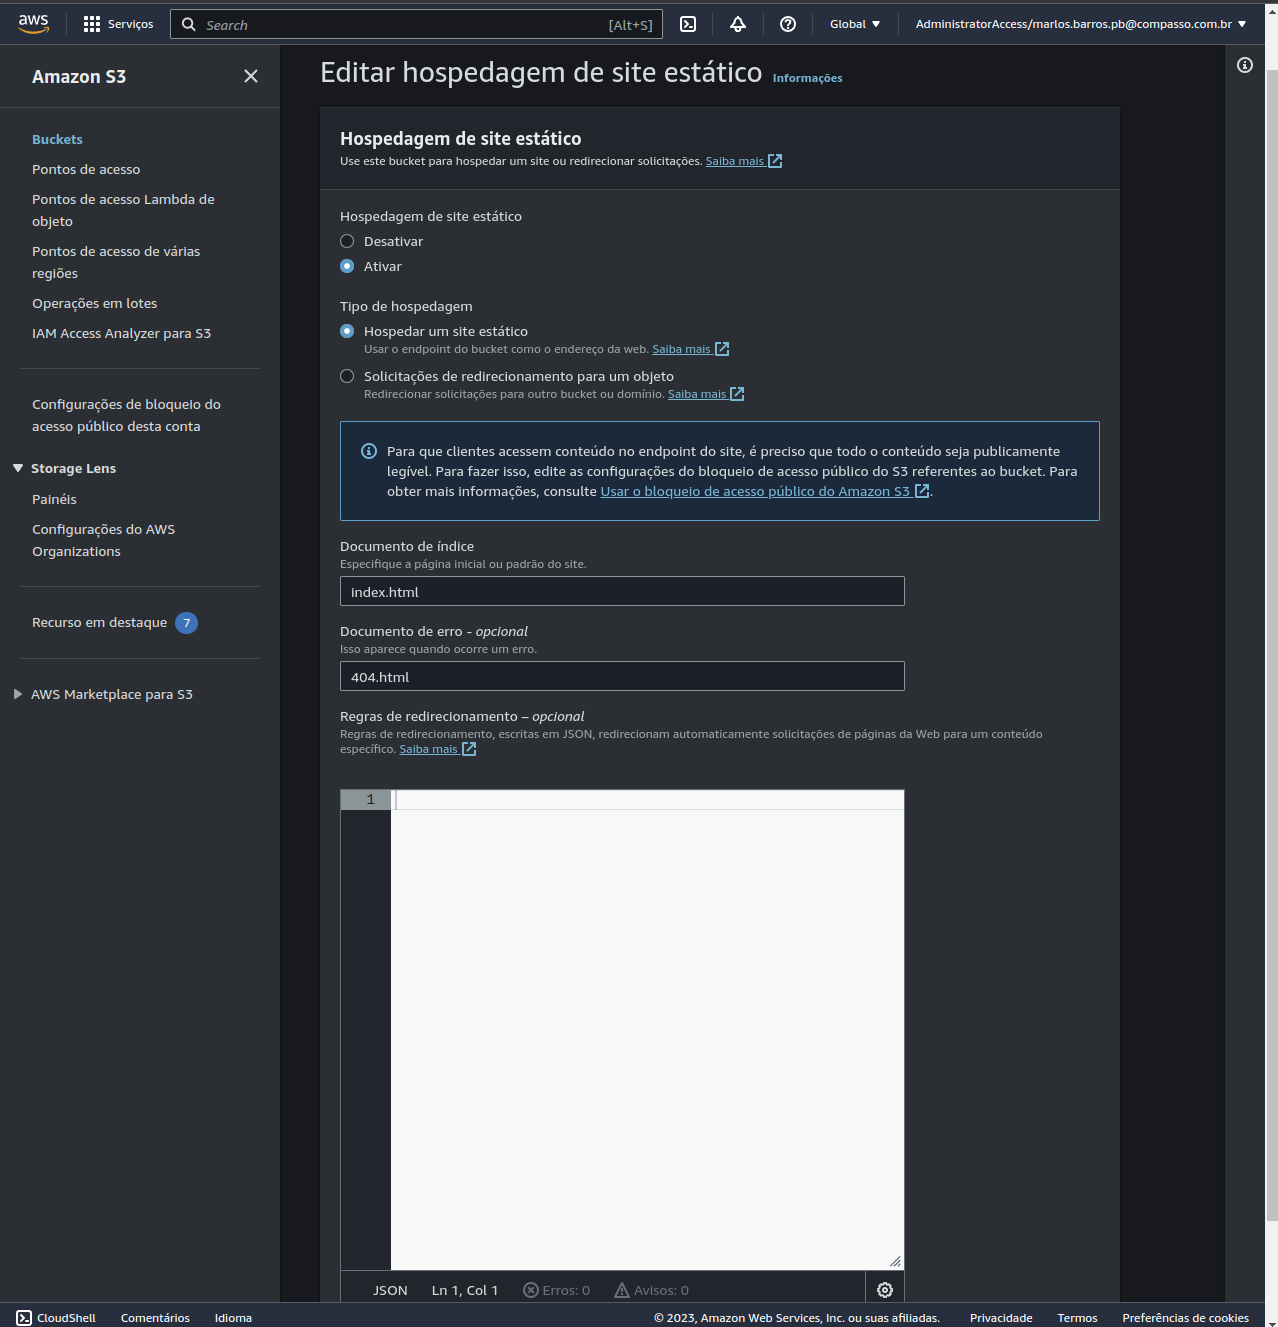 aws
Serviços
Search
[Alt+S]
Global
AdministratorAccess/marlos.barros.pb@compasso.com.br
Amazon S3
Buckets
Pontos de acesso
Pontos de acesso Lambda de
objeto
Pontos de acesso de várias
regiões
Operações em lotes
IAM Access Analyzer para S3
Configurações de bloqueio do
acesso público desta conta
Storage Lens
Painéis
Configurações do AWS
Organizations
Recurso em destaque 7
AWS Marketplace para S3
Editar hospedagem de site estático Informações
Hospedagem de site estático
Use este bucket para hospedar um site ou redirecionar solicitações. Saiba mais
Hospedagem de site estático
Desativar
Ativar
Tipo de hospedagem
Hospedar um site estático
Usar o endpoint do bucket como o endereço da web. Saiba mais
Solicitações de redirecionamento para um objeto
Redirecionar solicitações para outro bucket ou domínio. Saiba mais
Para que clientes acessem conteúdo no endpoint do site, é preciso que todo o conteúdo seja publicamente
legível. Para fazer isso, edite as configurações do bloqueio de acesso público do S3 referentes ao bucket. Para
obter mais informações, consulte Usar o bloqueio de acesso público do Amazon S3.
Documento de índice
Especifique a página inicial ou padrão do site.
index.html
Documento de erro - opcional
Isso aparece quando ocorre um erro.
404.html
Regras de redirecionamento – opcional
Regras de redirecionamento, escritas em JSON, redirecionam automaticamente solicitações de páginas da Web para um conteúdo
específico. Saiba mais
1
JSON Ln 1, Col 1 Erros: 0 Avisos: 0
CloudShell Comentários Idioma © 2023, Amazon Web Services, Inc. ou suas afiliadas. Privacidade Termos Preferências de cookies